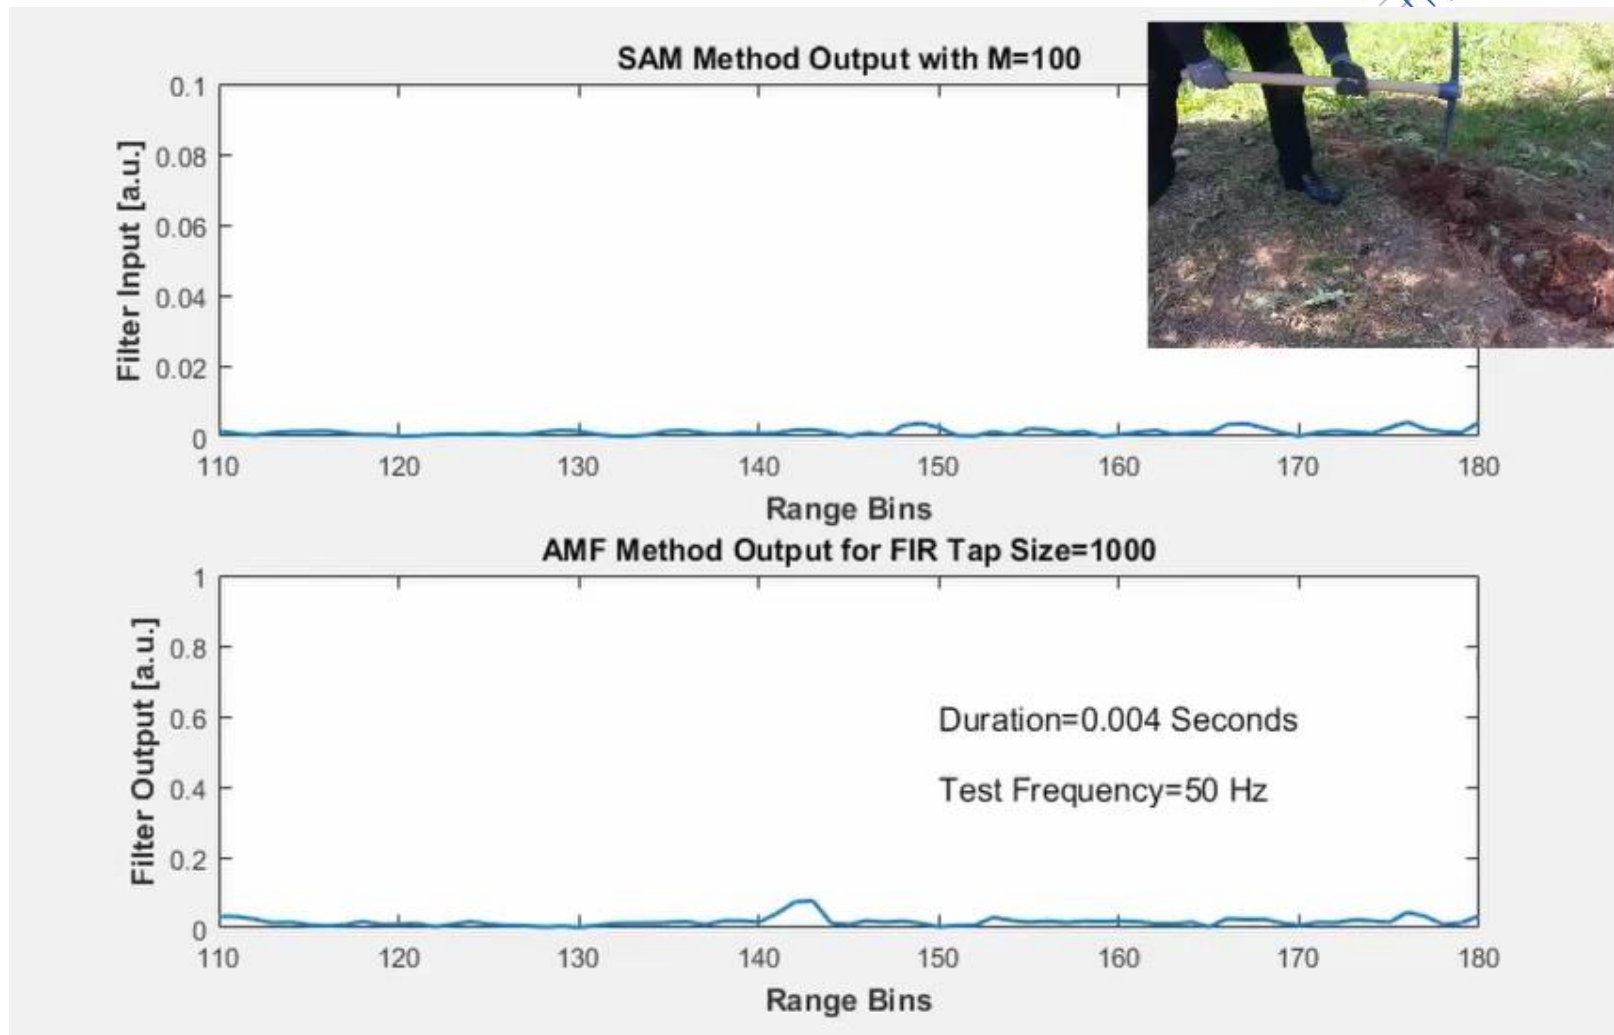 SAM Method Output with M=100
0.1
0.08
0.06
0.04
0.02
0
Filter Input [a.u.]
110 120 130 140 150 160 170 180
Range Bins
AMF Method Output for FIR Tap Size=1000
1
0.8
0.6
0.4
0.2
0
Filter Output [a.u.]
Duration=0.004 Seconds
Test Frequency=50 Hz
110 120 130 140 150 160 170 180
Range Bins